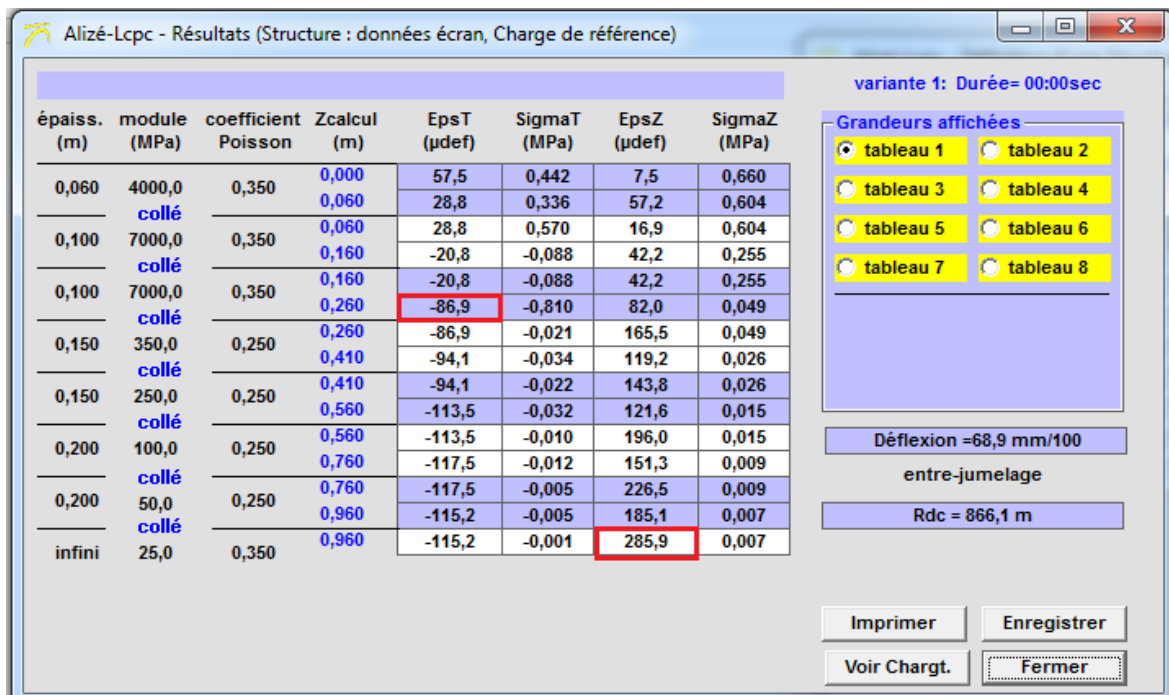 Alizé-Lcpc - Résultats (Structure : données écran, Charge de référence)
variante 1: Durée= 00:00sec
épaiss. module coefficient Zcalcul EpsT SigmaT EpsZ SigmaZ
(m) (MPa) Poisson (m) (µdef) (MPa) (µdef) (MPa)
0,000 57,5 0,442 7,5 0,660
0,060 4000,0 0,350
0,060 28,8 0,336 57,2 0,604
collé
0,060 28,8 0,570 16,9 0,604
0,100 7000,0 0,350
0,160 -20,8 -0,088 42,2 0,255
collé
0,160 -20,8 -0,088 42,2 0,255
0,100 7000,0 0,350
0,260 -86,9 -0,810 82,0 0,049
collé
0,260 -86,9 -0,021 165,5 0,049
0,150 350,0 0,250
0,410 -94,1 -0,034 119,2 0,026
collé
0,410 -94,1 -0,022 143,8 0,026
0,150 250,0 0,250
0,560 -113,5 -0,032 121,6 0,015
collé
0,560 -113,5 -0,010 196,0 0,015
0,200 100,0 0,250
0,760 -117,5 -0,012 151,3 0,009
collé
0,760 -117,5 -0,005 226,5 0,009
0,200 50,0 0,250
0,960 -115,2 -0,005 185,1 0,007
collé
0,960 -115,2 -0,001 285,9 0,007
infini 25,0 0,350
Grandeurs affichées
tableau 1 tableau 2
tableau 3 tableau 4
tableau 5 tableau 6
tableau 7 tableau 8
Déflexion =68,9 mm/100
entre-jumelage
Rdc = 866,1 m
Imprimer Enregistrer
Voir Chargt. Fermer